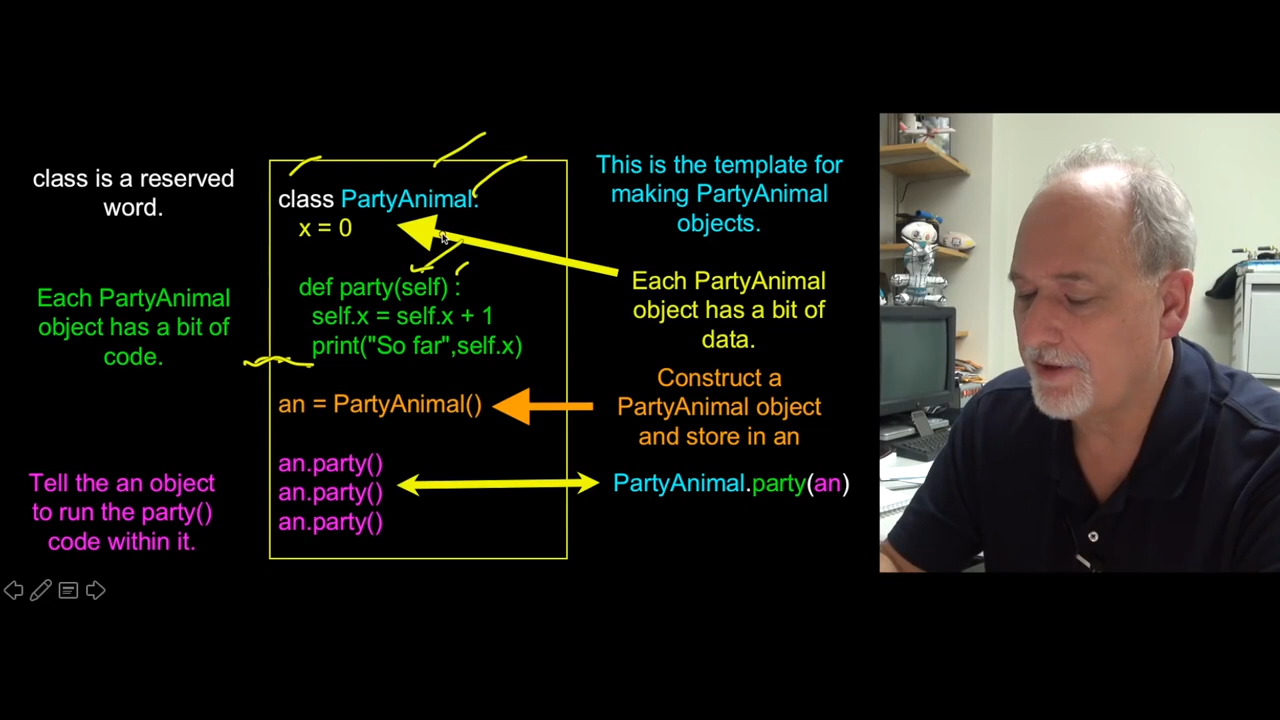 class is a reserved
word.
Each PartyAnimal
object has a bit of
code.
Tell the an object
to run the party()
code within it.
class PartyAnimal:
x = 0
def party(self) :
self.x = self.x + 1
print("So far",self.x)
an = PartyAnimal()
an.party()
an.party()
an.party()
This is the template for
making PartyAnimal
objects.
Each PartyAnimal
object has a bit of
data.
Construct a
PartyAnimal object
and store in an
PartyAnimal.party(an)